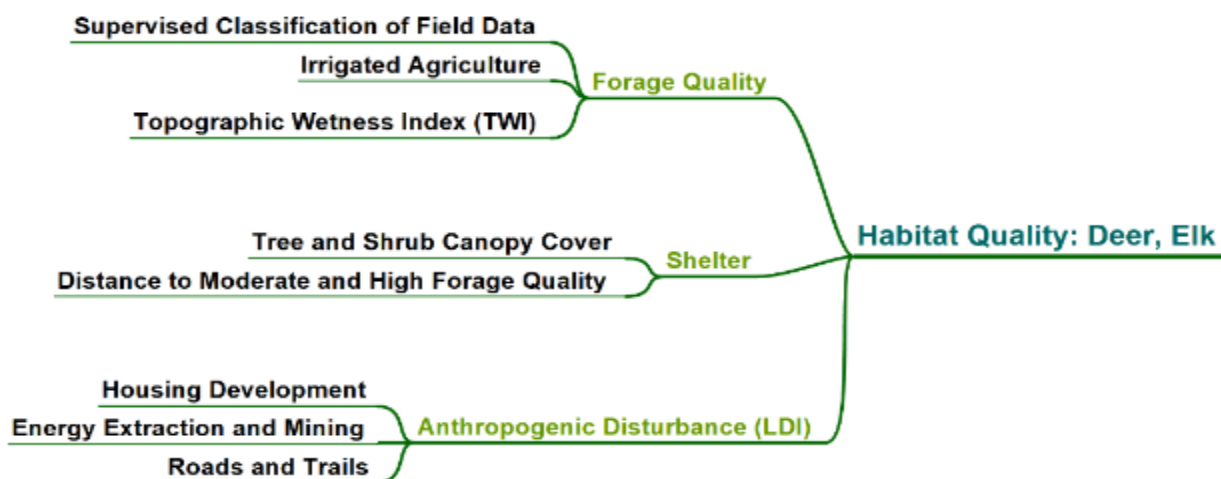 Supervised Classification of Field Data
Irrigated Agriculture
Forage Quality
Topographic Wetness Index (TWI)
Habitat Quality: Deer, Elk
Tree and Shrub Canopy Cover
Shelter
Distance to Moderate and High Forage Quality
Housing Development
Anthropogenic Disturbance (LDI)
Energy Extraction and Mining
Roads and Trails